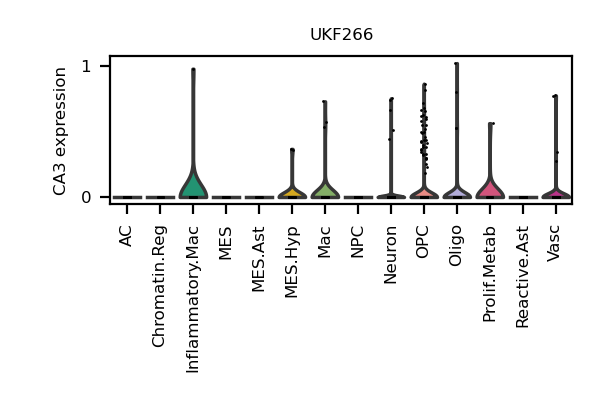 UKF266
CA3 expression
1
0
AC
Chromatin.Reg
Inflammatory.Mac
MES
MES.Ast
MES.Hyp
Mac
NPC
Neuron
OPC
Oligo
Prolif.Metab
Reactive.Ast
Vasc